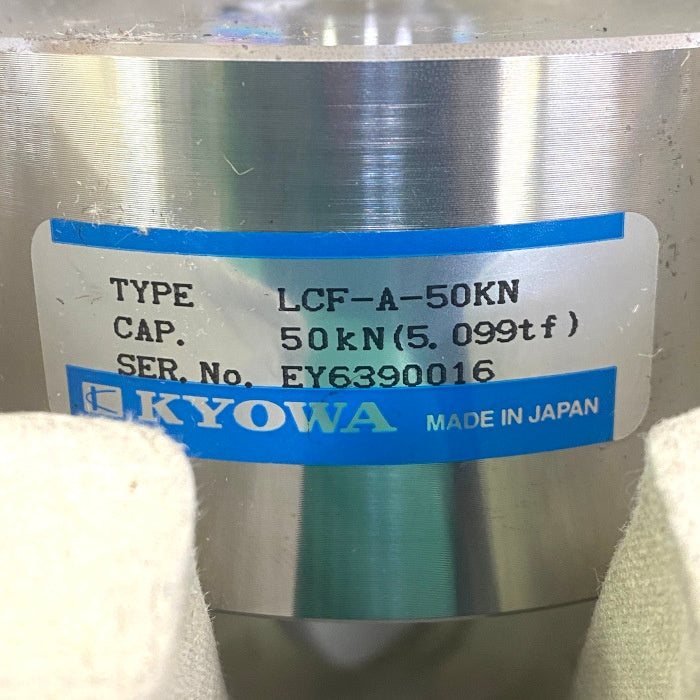 TYPE LCF-A-50KN
CAP. 50kN(5.099tf)
SER.No. EY6390016
KYOWA MADE IN JAPAN